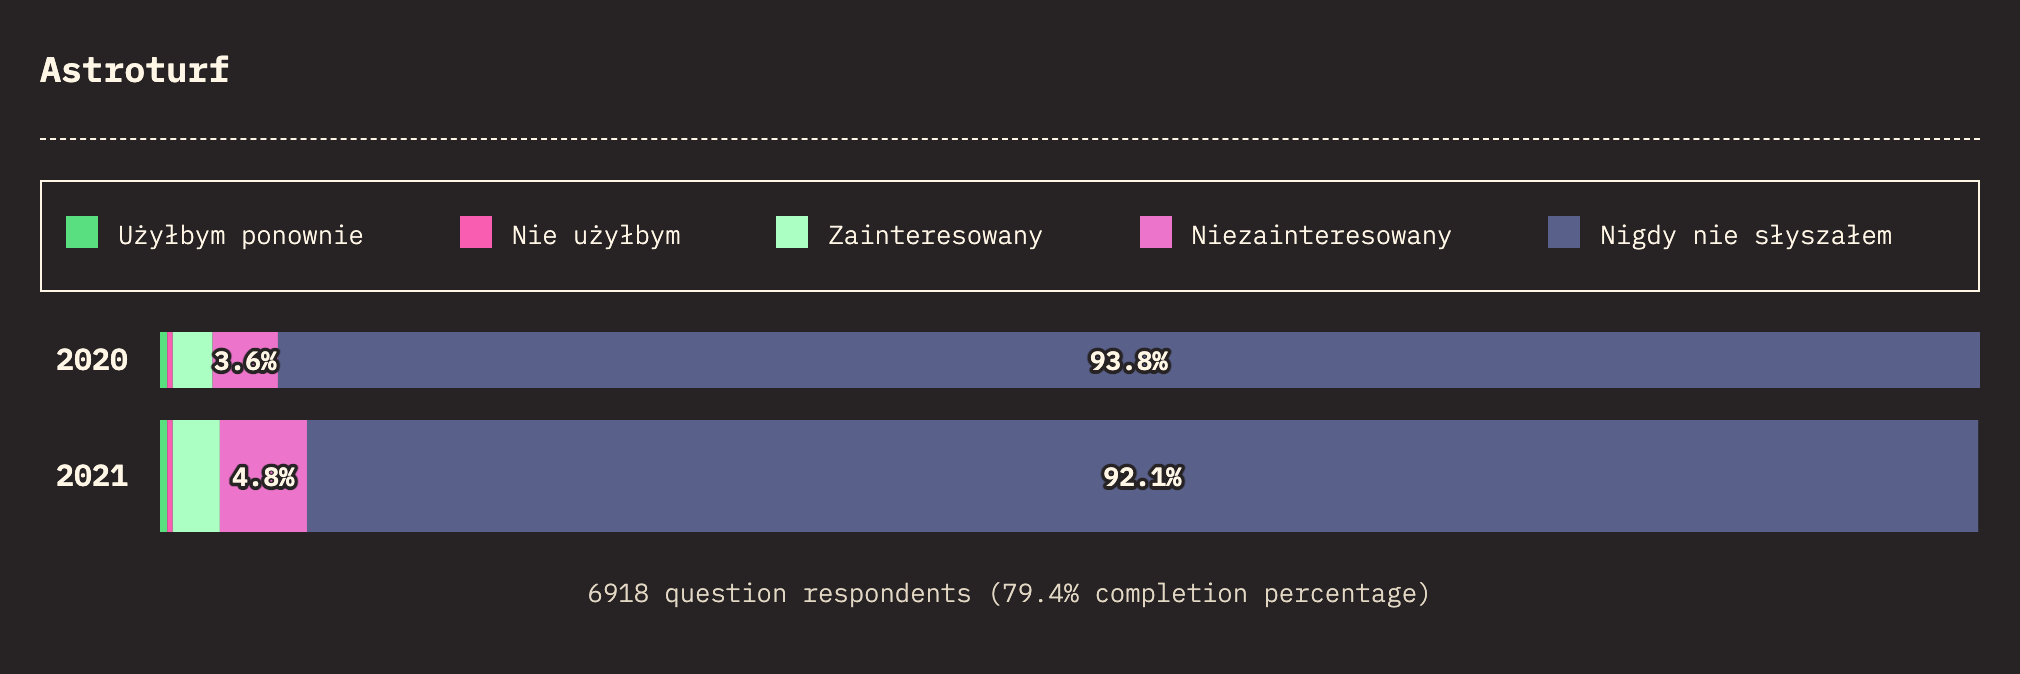 Astroturf
Użyłbym ponownie Nie użyłbym Zainteresowany Niezainteresowany Nigdy nie słyszałem
2020 3.6% 93.8%
2021 4.8% 92.1%
6918 question respondents (79.4% completion percentage)